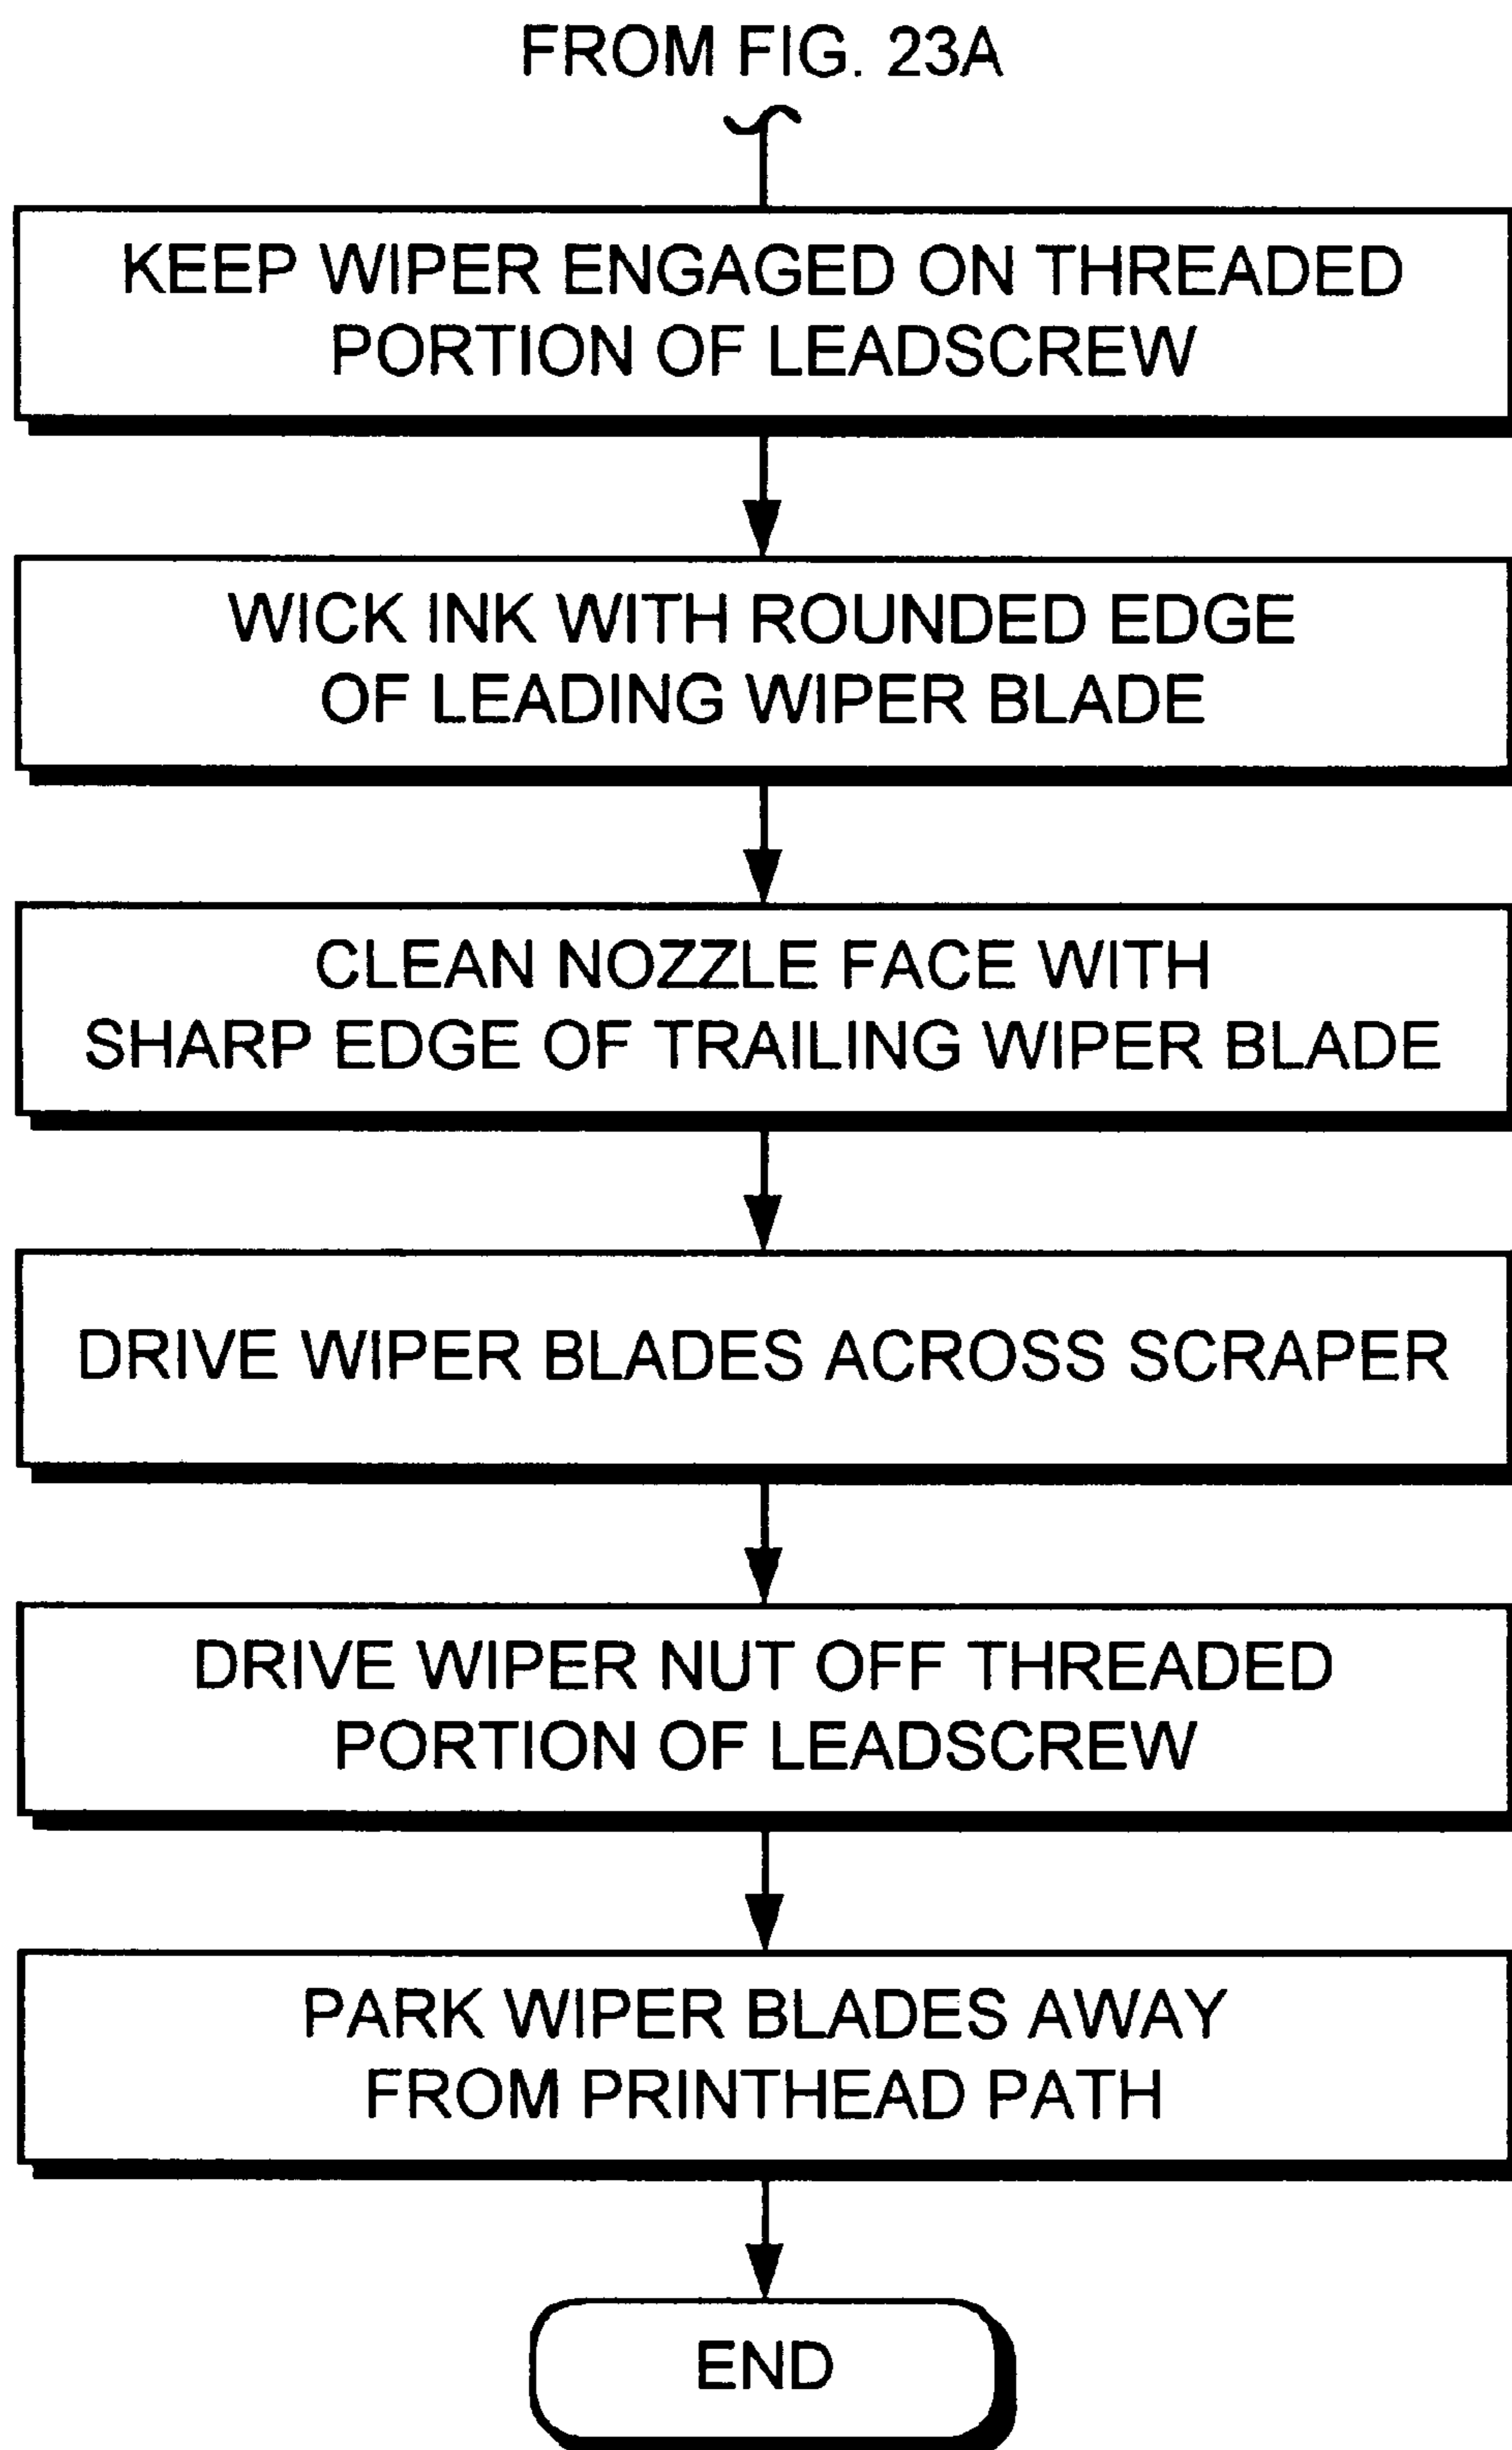 FROM FIG. 23A
KEEP WIPER ENGAGED ON THREADED
PORTION OF LEADSCREW
WICK INK WITH ROUNDED EDGE
OF LEADING WIPER BLADE
CLEAN NOZZLE FACE WITH
SHARP EDGE OF TRAILING WIPER BLADE
DRIVE WIPER BLADES ACROSS SCRAPER
DRIVE WIPER NUT OFF THREADED
PORTION OF LEADSCREW
PARK WIPER BLADES AWAY
FROM PRINTHEAD PATH
END